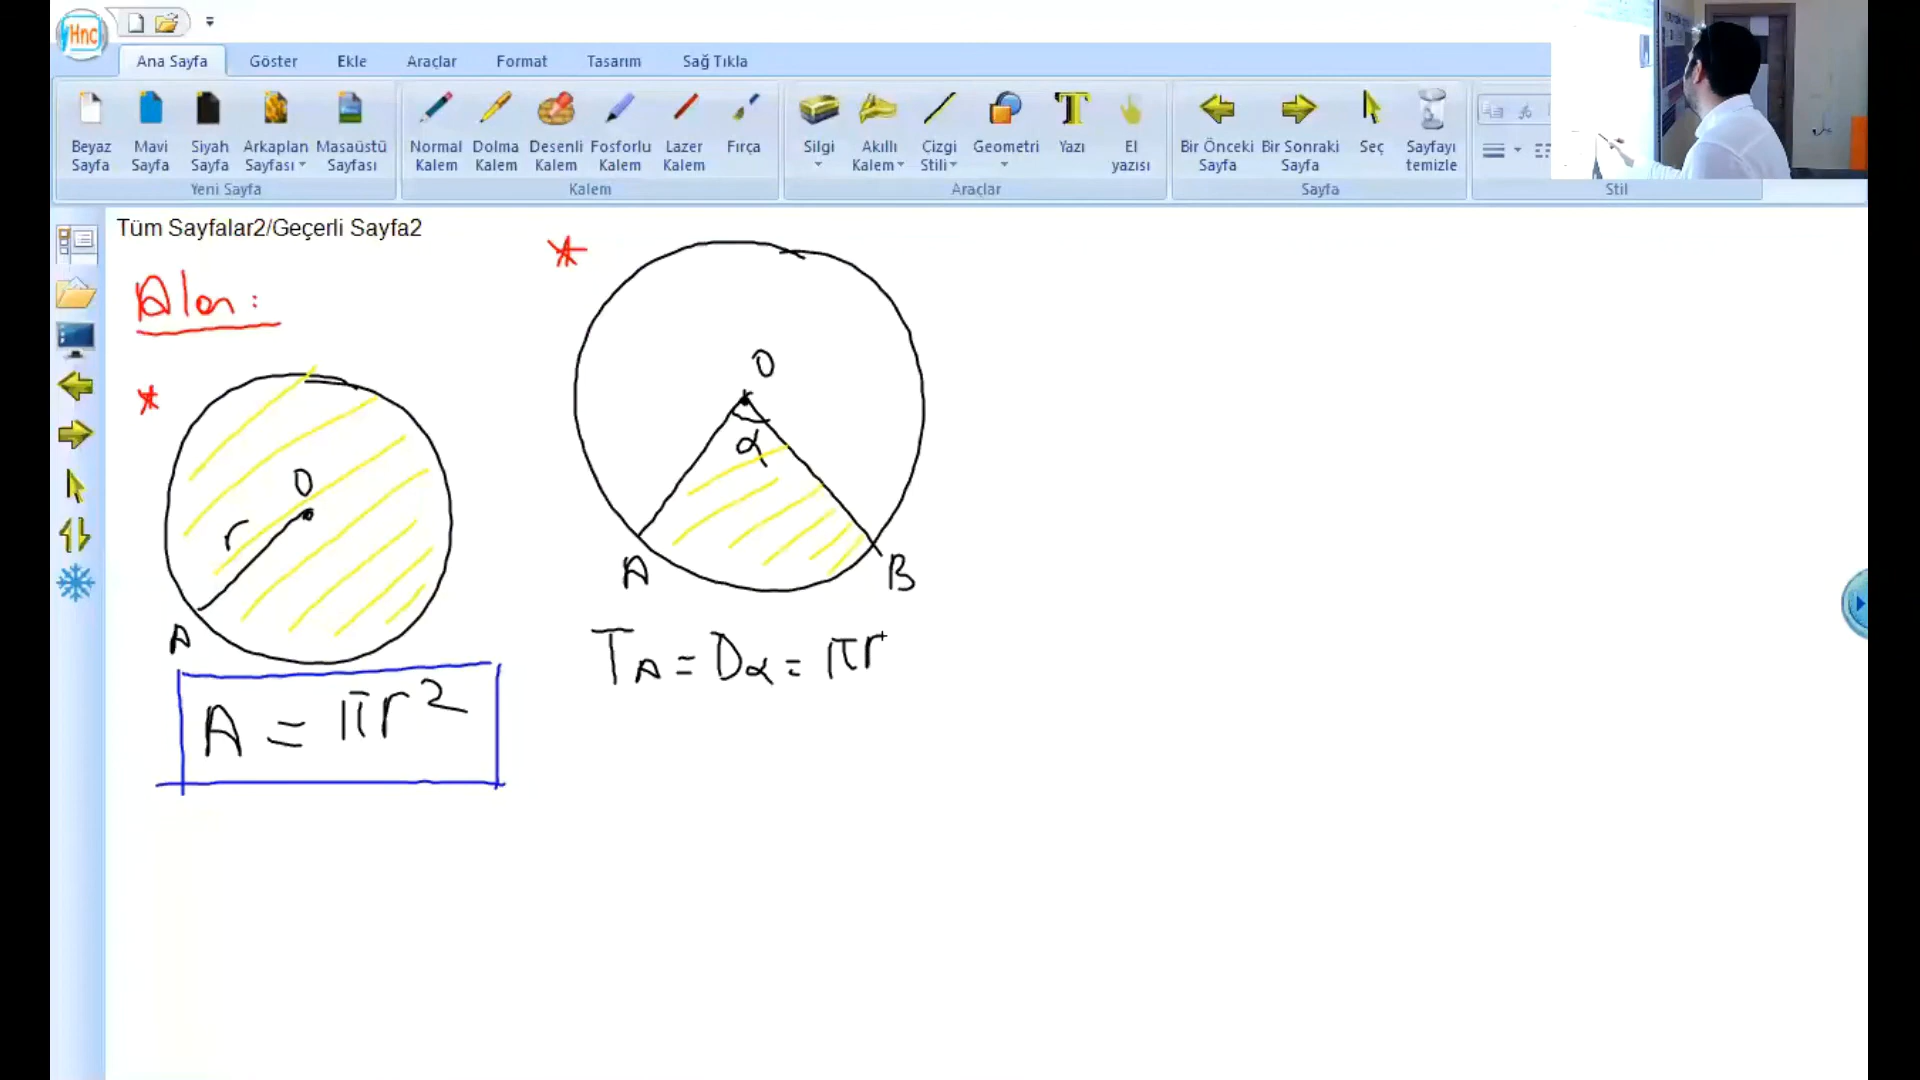 Hnc
Ana Sayfa Göster Ekle Araçlar Format Tasarım Sağ Tıkla
Beyaz Sayfa Mavi Sayfa Siyah Sayfa Arkaplan Sayfası Masaüstü Sayfası
Yeni Sayfa
Normal Kalem Dolma Kalem Desenli Kalem Fosforlu Kalem Lazer Kalem Fırça
Kalem
Silgi Akıllı Kalem Çizgi Stili Geometri Yazı El yazısı
Araçlar
Bir Önceki Sayfa Bir Sonraki Sayfa Seç Sayfayı temizle
Sayfa
Stil
Tüm Sayfalar2/Geçerli Sayfa2
Alan:
O
r
A
A = πr²
O
α
A
B
TA = Dα = πr